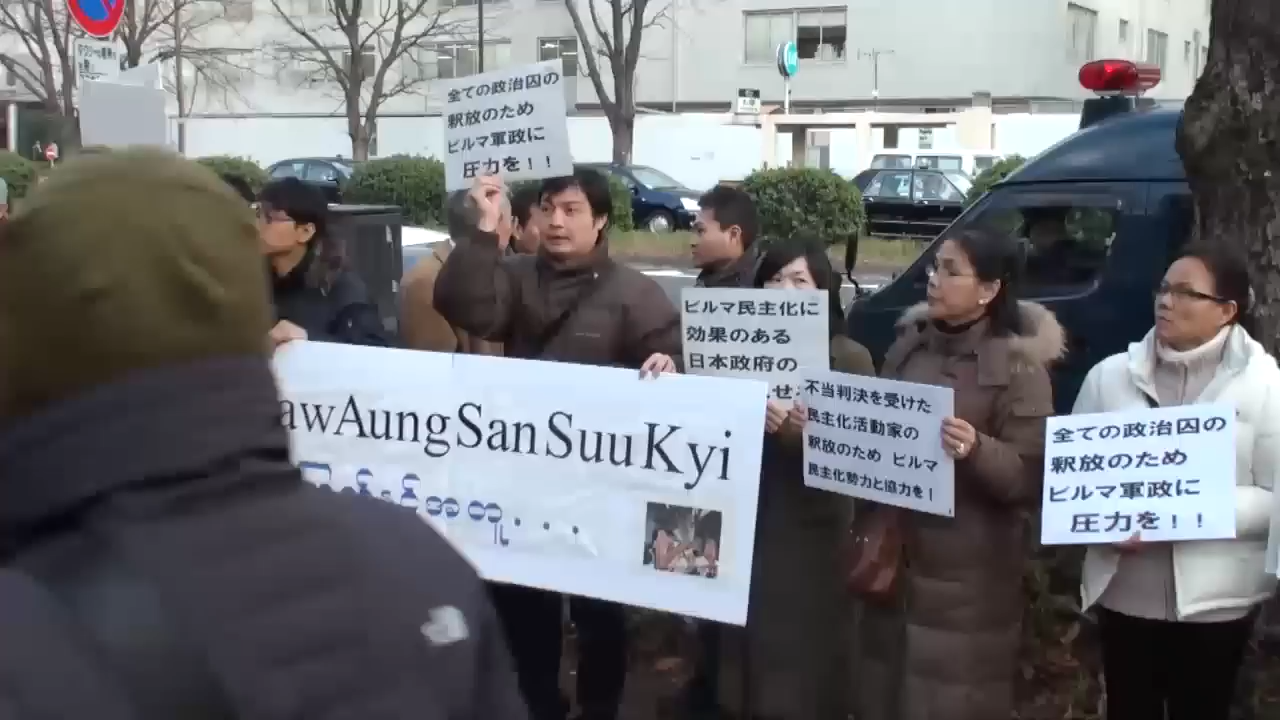 全ての政治囚の
釈放のため
ビルマ軍政に
圧力を!!
ビルマ民主化に
効果のある
日本政府の
せ
不当判決を受けた
民主化活動家の
釈放のため ビルマ
民主化勢力と協力を!
全ての政治囚の
釈放のため
ビルマ軍政に
圧力を!!
awAungSanSuuKyi